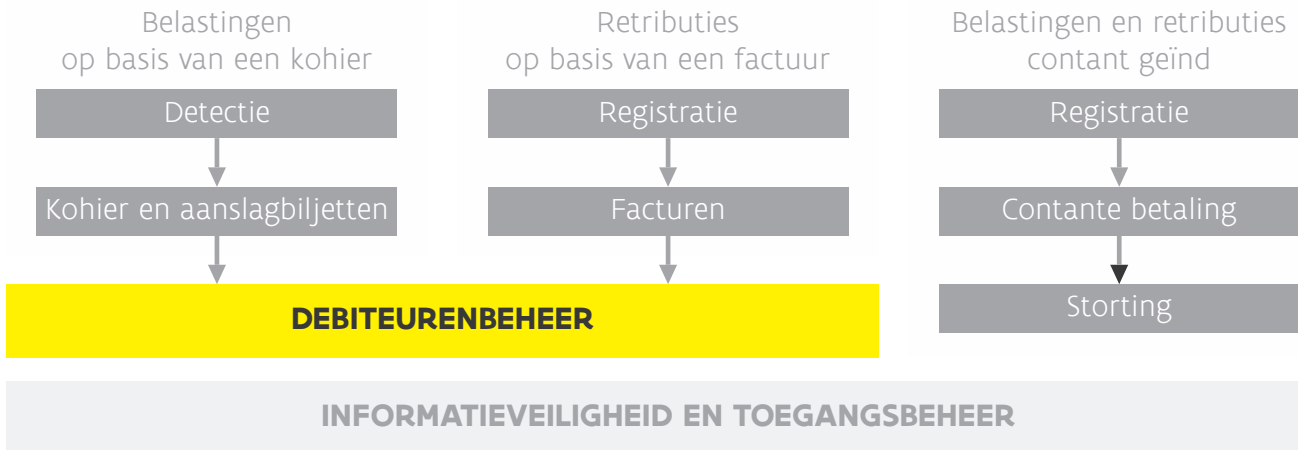 Belastingen
op basis van een kohier
Detectie
Kohier en aanslagbiljetten
Retributies
op basis van een factuur
Registratie
Facturen
DEBITEURENBEHEER
Belastingen en retributies
contant geïnd
Registratie
Contante betaling
Storting
INFORMATIEVEILIGHEID EN TOEGANGSBEHEER